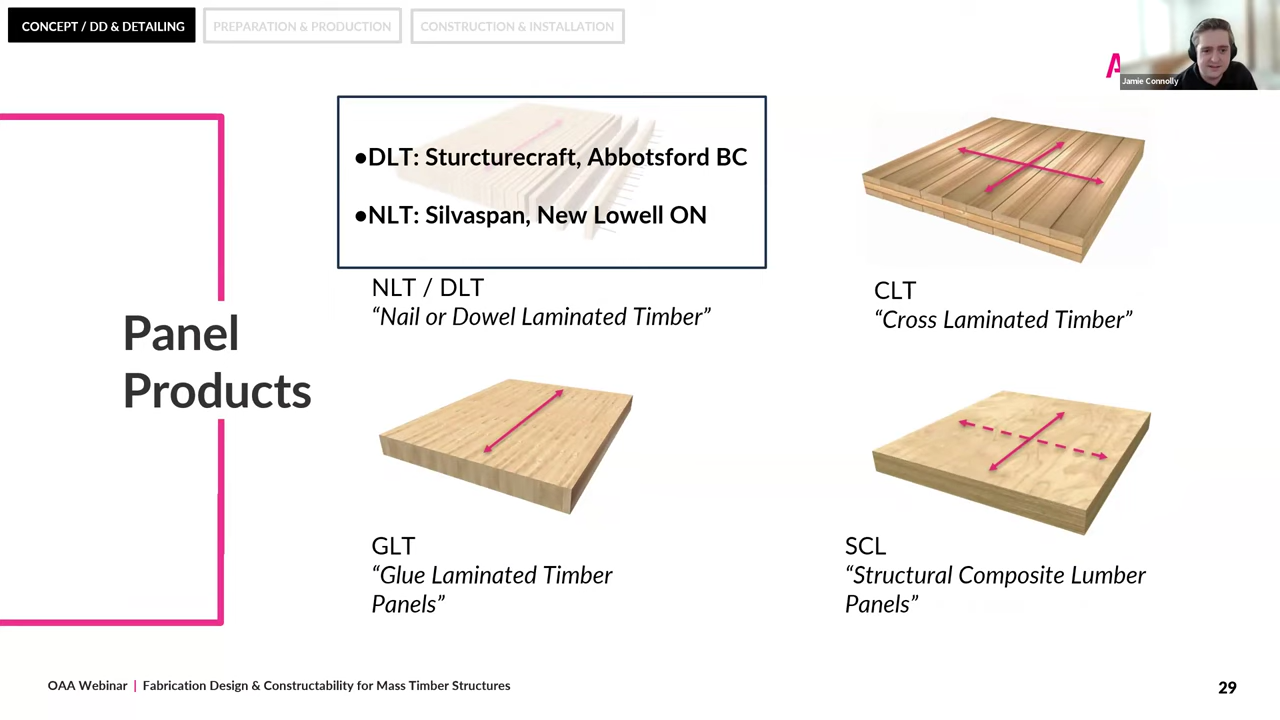 CONCEPT / DD & DETAILING
PREPARATION & PRODUCTION
CONSTRUCTION & INSTALLATION
A
Jamie Connolly
Panel
Products
•DLT: Sturcturecraft, Abbotsford BC
•NLT: Silvaspan, New Lowell ON
NLT / DLT
“Nail or Dowel Laminated Timber”
CLT
“Cross Laminated Timber”
GLT
“Glue Laminated Timber
Panels”
SCL
“Structural Composite Lumber
Panels”
OAA Webinar | Fabrication Design & Constructability for Mass Timber Structures
29